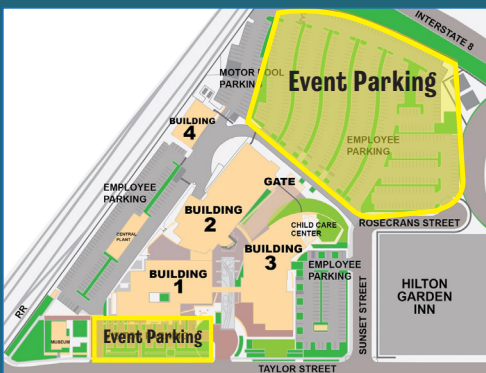 INTERSTATE 8
MOTOR POOL
PARKING
Event Parking
BUILDING
4
EMPLOYEE
PARKING
EMPLOYEE
PARKING
GATE
BUILDING
2
CHILD CARE
CENTER
ROSECRANS STREET
CENTRAL
PLANT
BUILDING
3
EMPLOYEE
PARKING
BUILDING
1
SUNSET STREET
HILTON
GARDEN
INN
RR
MUSEUM
Event Parking
TAYLOR STREET